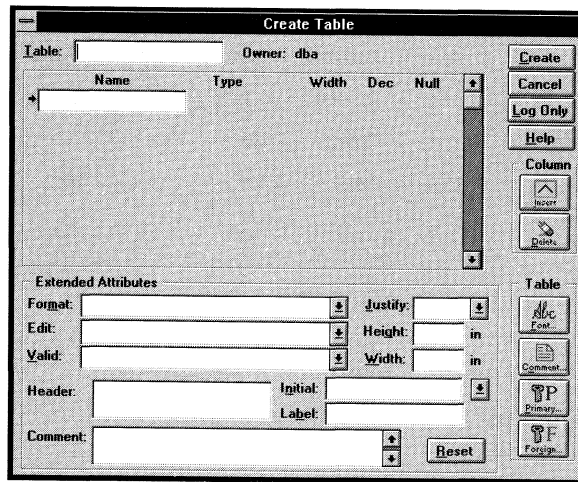 Create Table
Table: Owner: dba
Name Type Width Dec Null
Create
Cancel
Log Only
Help
Column
Insert
Delete
Extended Attributes
Format:
Edit:
Valid:
Justify:
Height: in
Width: in
Header:
Initial:
Label:
Comment:
Reset
Table
Abc
Font...
Comment...
P
Primary...
F
Foreign...